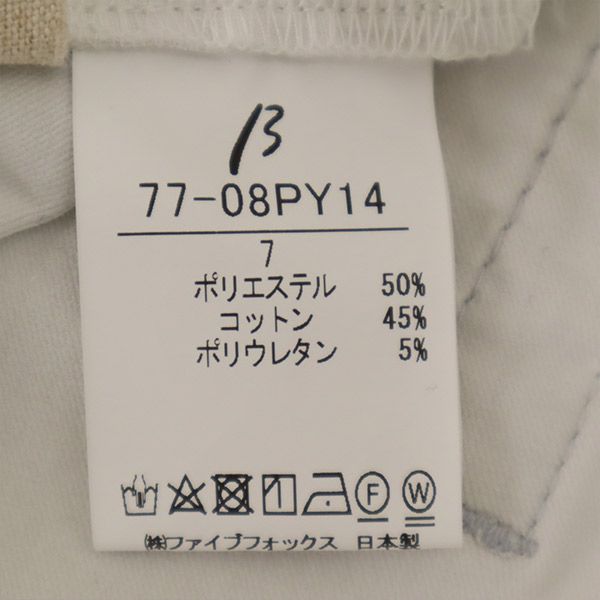 β
77-08PY14
7
ポリエステル 50%
コットン 45%
ポリウレタン 5%
F W
㈱ファイブフォックス 日本製